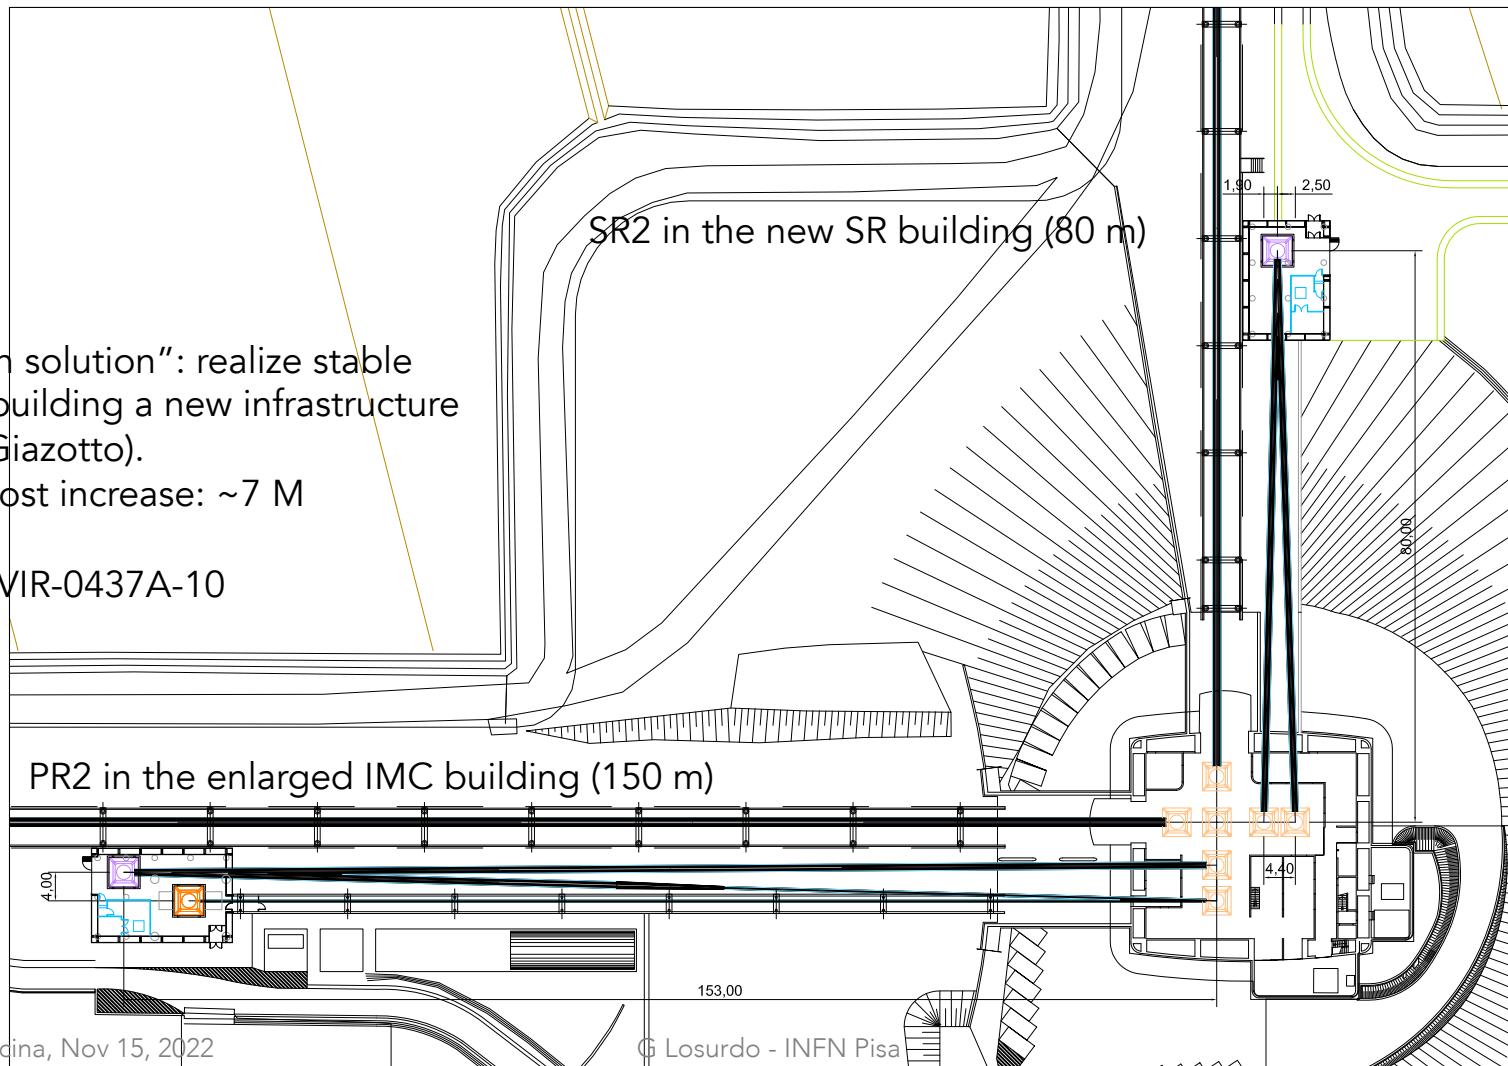 1,90
2,50
SR2 in the new SR building (80 m)
n solution”: realize stable
building a new infrastructure
Giazotto).
ost increase: ~7 M
80,00
VIR-0437A-10
PR2 in the enlarged IMC building (150 m)
4,00
4,40
153,00
cina, Nov 15, 2022
G Losurdo - INFN Pisa